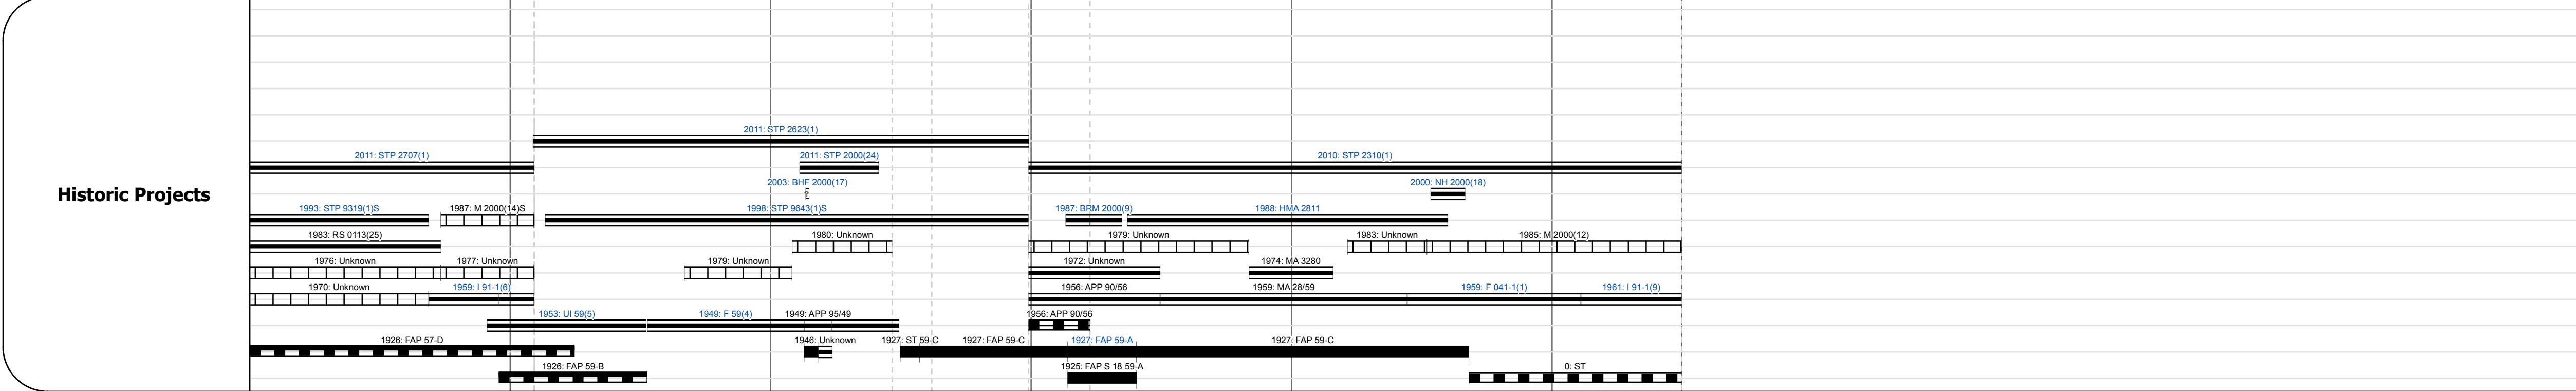 2011: STP 2623(1)
2011: STP 2707(1) 2011: STP 2000(24) 2010: STP 2310(1)
2003: BHF 2000(17) 2000: NH 2000(18)
Historic Projects
1993: STP 9319(1)S 1987: M 2000(14)S 1998: STP 9643(1)S 1987: BRM 2000(9) 1988: HMA 2811
1983: RS 0113(25) 1980: Unknown 1979: Unknown 1983: Unknown 1985: M 2000(12)
1976: Unknown 1977: Unknown 1979: Unknown 1972: Unknown 1974: MA 3280
1970: Unknown 1959: I 91-1(6) 1956: APP 90/56 1959: MA 28/59 1959: F 041-1(1) 1961: I 91-1(9)
1953: UI 59(5) 1949: F 59(4) 1949: APP 95/49 1956: APP 90/56
1926: FAP 57-D 1946: Unknown 1927: ST 59-C 1927: FAP 59-C 1927: FAP 59-A 1927: FAP 59-C
1926: FAP 59-B 1925: FAP S 18 59-A 0: ST